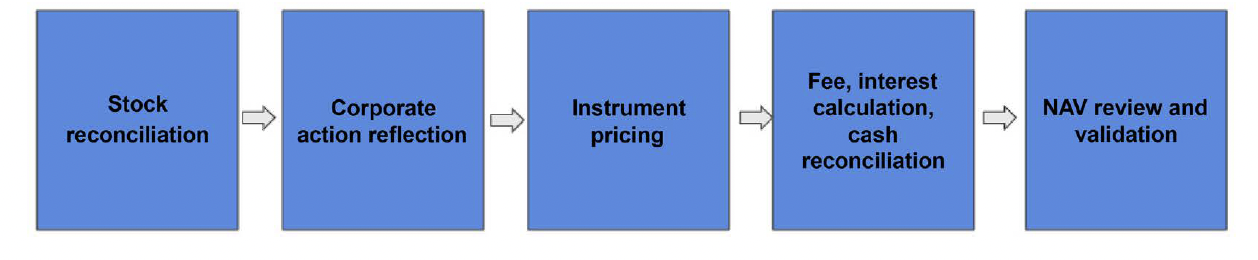 Stock
reconciliation
Corporate
action reflection
Instrument
pricing
Fee, interest
calculation,
cash
reconciliation
NAV review and
validation